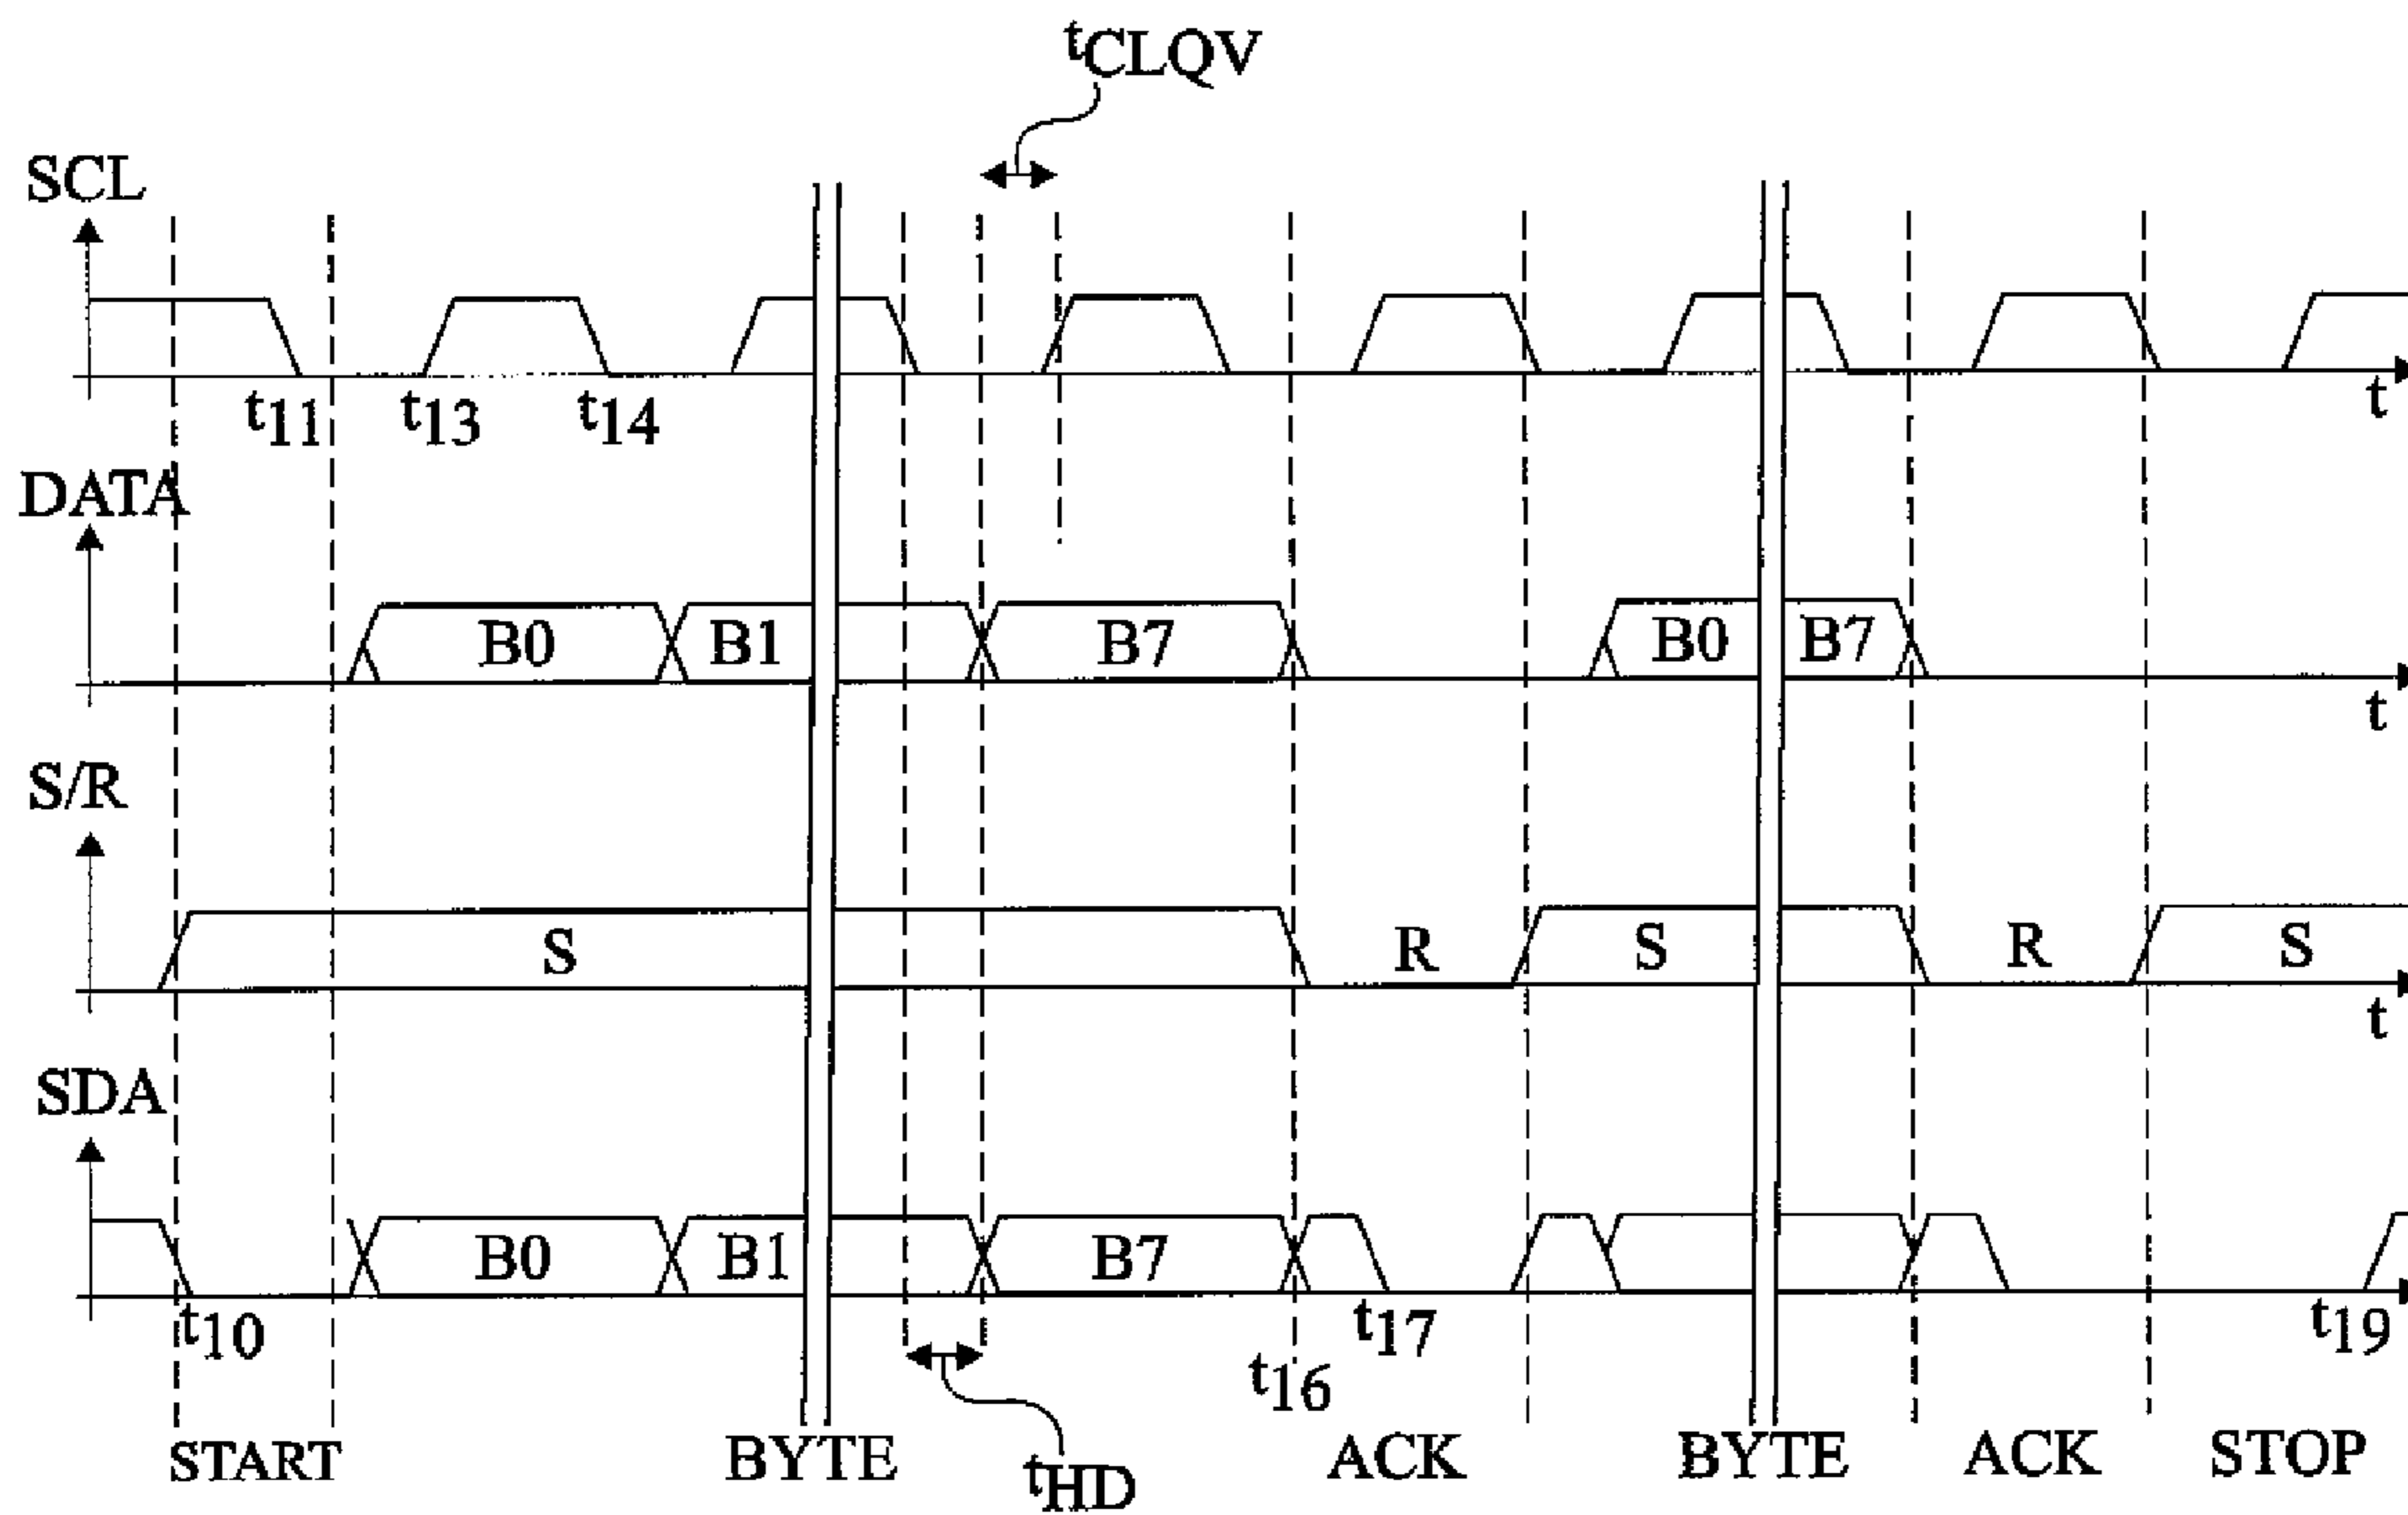 tCLQV
SCL
t11 t13 t14 t
DATA
B0 B1 B7 B0 B7
t
S/R
S R S R S
t
SDA
B0 B1 B7
t10 t17 t19
t16
START BYTE tHD ACK BYTE ACK STOP